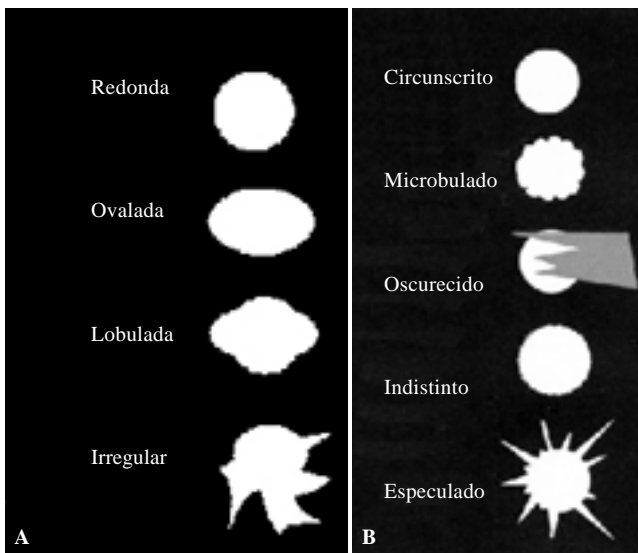 Redonda
Ovalada
Lobulada
Irregular
A
Circunscrito
Microbulado
Oscurecido
Indistinto
Especulado
B